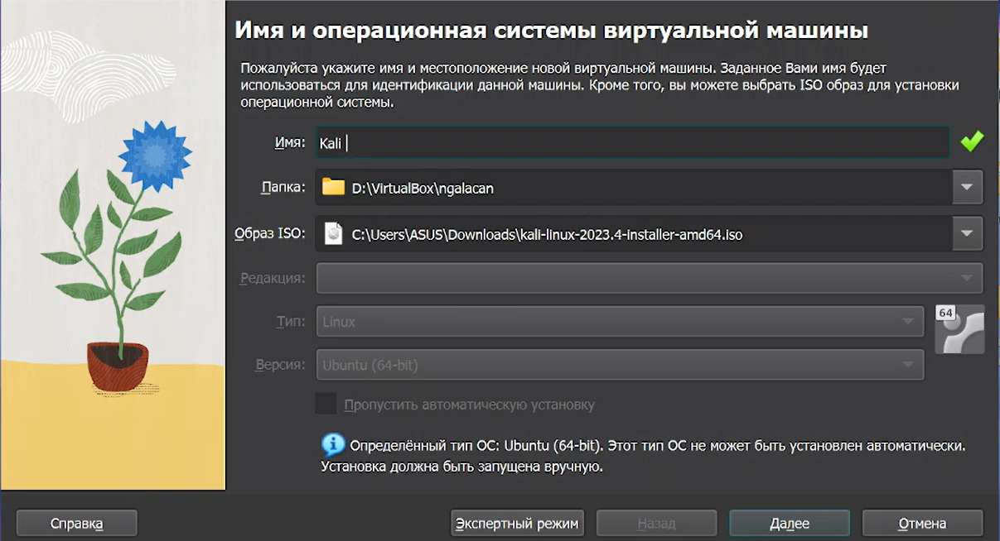 Имя и операционная системы виртуальной машины
Пожалуйста укажите имя и местоположение новой виртуальной машины. Заданное Вами имя будет
использоваться для идентификации данной машины. Кроме того, вы можете выбрать ISO образ для установки
операционной системы.
Имя: Kali
Папка: D:\VirtualBox\ngalacan
Образ ISO: C:\Users\ASUS\Downloads\kali-linux-2023.4-installer-amd64.iso
Редакция:
Тип: Linux
64
Версия: Ubuntu (64-bit)
Пропустить автоматическую установку
Определённый тип ОС: Ubuntu (64-bit). Этот тип ОС не может быть установлен автоматически.
Установка должна быть запущена вручную.
Справка Экспертный режим Назад Далее Отмена